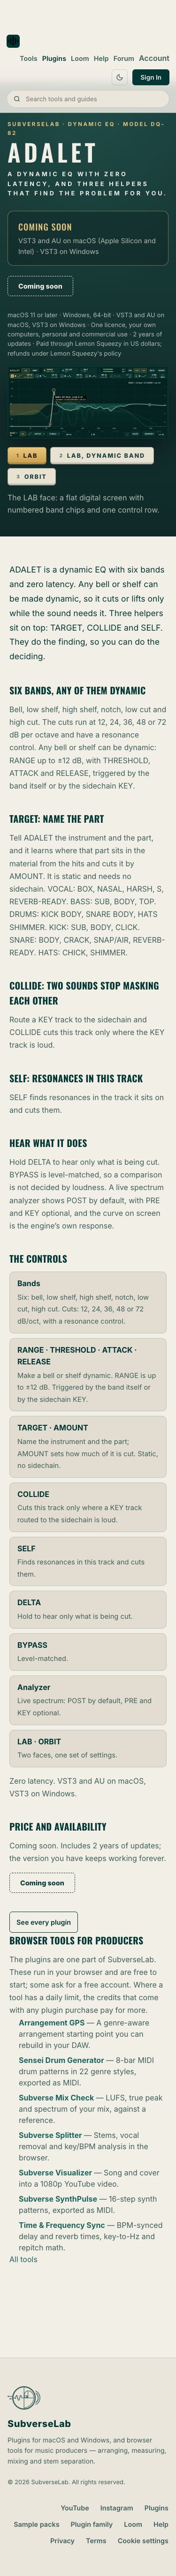 Tools Plugins Loom Help Forum Account
Sign In
Search tools and guides
SUBVERSELAB · DYNAMIC EQ · MODEL DQ-
82
ADALET
A DYNAMIC EQ WITH ZERO
LATENCY, AND THREE HELPERS
THAT FIND THE PROBLEM FOR YOU.
COMING SOON
VST3 and AU on macOS (Apple Silicon and
Intel) · VST3 on Windows
Coming soon
macOS 11 or later · Windows, 64-bit · VST3 and AU on
macOS, VST3 on Windows · One licence, your own
computers, personal and commercial use · 2 years of
updates · Paid through Lemon Squeezy in US dollars;
refunds under Lemon Squeezy's policy
1 LAB
2 LAB, DYNAMIC BAND
3 ORBIT
The LAB face: a flat digital screen with
numbered band chips and one control row.
ADALET is a dynamic EQ with six bands
and zero latency. Any bell or shelf can
be made dynamic, so it cuts or lifts only
while the sound needs it. Three helpers
sit on top: TARGET, COLLIDE and SELF.
They do the finding, so you can do the
deciding.
SIX BANDS, ANY OF THEM DYNAMIC
Bell, low shelf, high shelf, notch, low cut and
high cut. The cuts run at 12, 24, 36, 48 or 72
dB per octave and have a resonance
control. Any bell or shelf can be dynamic:
RANGE up to ±12 dB, with THRESHOLD,
ATTACK and RELEASE, triggered by the
band itself or by the sidechain KEY.
TARGET: NAME THE PART
Tell ADALET the instrument and the part,
and it learns where that part sits in the
material from the hits and cuts it by
AMOUNT. It is static and needs no
sidechain. VOCAL: BOX, NASAL, HARSH, S,
REVERB-READY. BASS: SUB, BODY, TOP.
DRUMS: KICK BODY, SNARE BODY, HATS
SHIMMER. KICK: SUB, BODY, CLICK.
SNARE: BODY, CRACK, SNAP/AIR, REVERB-
READY. HATS: CHICK, SHIMMER.
COLLIDE: TWO SOUNDS STOP MASKING
EACH OTHER
Route a KEY track to the sidechain and
COLLIDE cuts this track only where the KEY
track is loud.
SELF: RESONANCES IN THIS TRACK
SELF finds resonances in the track it sits on
and cuts them.
HEAR WHAT IT DOES
Hold DELTA to hear only what is being cut.
BYPASS is level-matched, so a comparison
is not decided by loudness. A live spectrum
analyzer shows POST by default, with PRE
and KEY optional, and the curve on screen
is the engine's own response.
THE CONTROLS
Bands
Six: bell, low shelf, high shelf, notch, low
cut, high cut. Cuts: 12, 24, 36, 48 or 72
dB/oct, with a resonance control.
RANGE · THRESHOLD · ATTACK ·
RELEASE
Make a bell or shelf dynamic. RANGE is up
to ±12 dB. Triggered by the band itself or
by the sidechain KEY.
TARGET · AMOUNT
Name the instrument and the part;
AMOUNT sets how much of it is cut. Static,
no sidechain.
COLLIDE
Cuts this track only where a KEY track
routed to the sidechain is loud.
SELF
Finds resonances in this track and cuts
them.
DELTA
Hold to hear only what is being cut.
BYPASS
Level-matched.
Analyzer
Live spectrum: POST by default, PRE and
KEY optional.
LAB · ORBIT
Two faces, one set of settings.
Zero latency. VST3 and AU on macOS,
VST3 on Windows.
PRICE AND AVAILABILITY
Coming soon. Includes 2 years of updates;
the version you have keeps working forever.
Coming soon
See every plugin
BROWSER TOOLS FOR PRODUCERS
The plugins are one part of SubverseLab.
These run in your browser and are free to
start; some ask for a free account. Where a
tool has a daily limit, the credits that come
with any plugin purchase pay for more.
Arrangement GPS — A genre-aware
arrangement starting point you can
rebuild in your DAW.
Sensei Drum Generator — 8-bar MIDI
drum patterns in 22 genre styles,
exported as MIDI.
Subverse Mix Check — LUFS, true peak
and spectrum of your mix, against a
reference.
Subverse Splitter — Stems, vocal
removal and key/BPM analysis in the
browser.
Subverse Visualizer — Song and cover
into a 1080p YouTube video.
Subverse SynthPulse — 16-step synth
patterns, exported as MIDI.
Time & Frequency Sync — BPM-synced
delay and reverb times, key-to-Hz and
repitch math.
All tools
SubverseLab
Plugins for macOS and Windows, and browser
tools for music producers — arranging, measuring,
mixing and stem separation.
© 2026 SubverseLab. All rights reserved.
YouTube Instagram Plugins
Sample packs Plugin family Loom Help
Privacy Terms Cookie settings